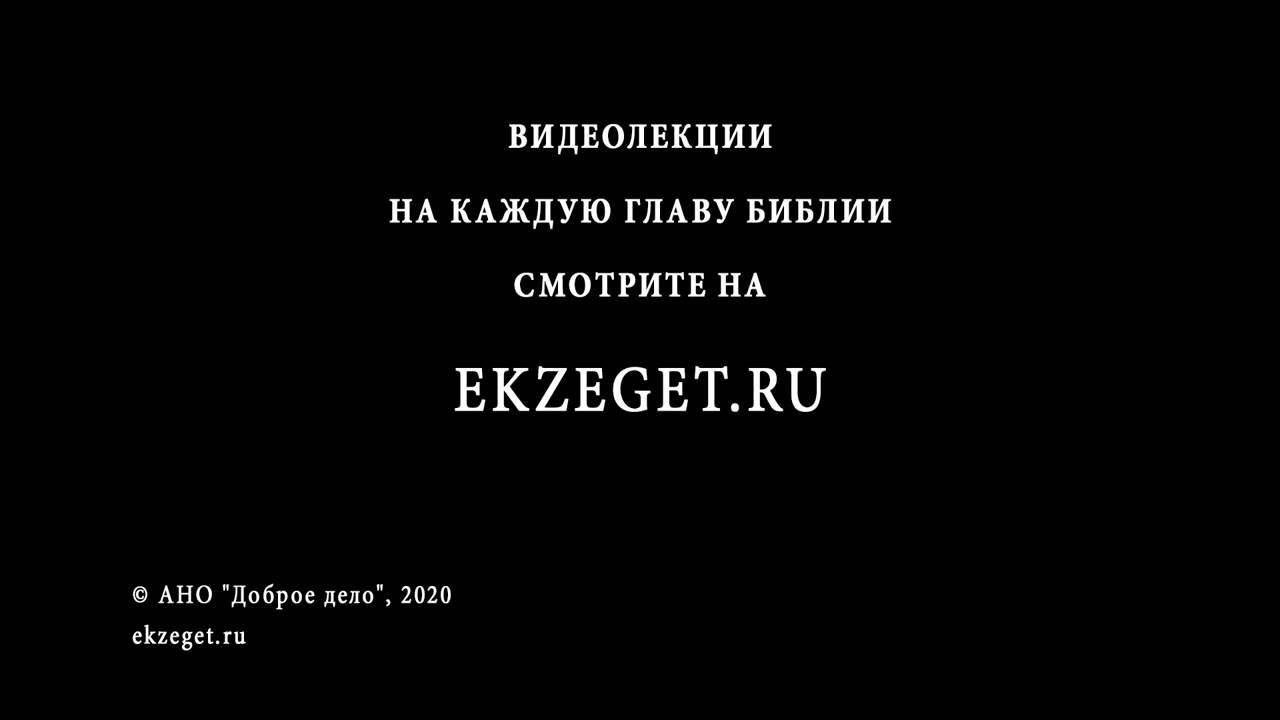 ВИДЕОЛЕКЦИИ
НА КАЖДУЮ ГЛАВУ БИБЛИИ
СМОТРИТЕ НА
EKZEGET.RU
© АНО "Доброе дело", 2020
ekzeget.ru